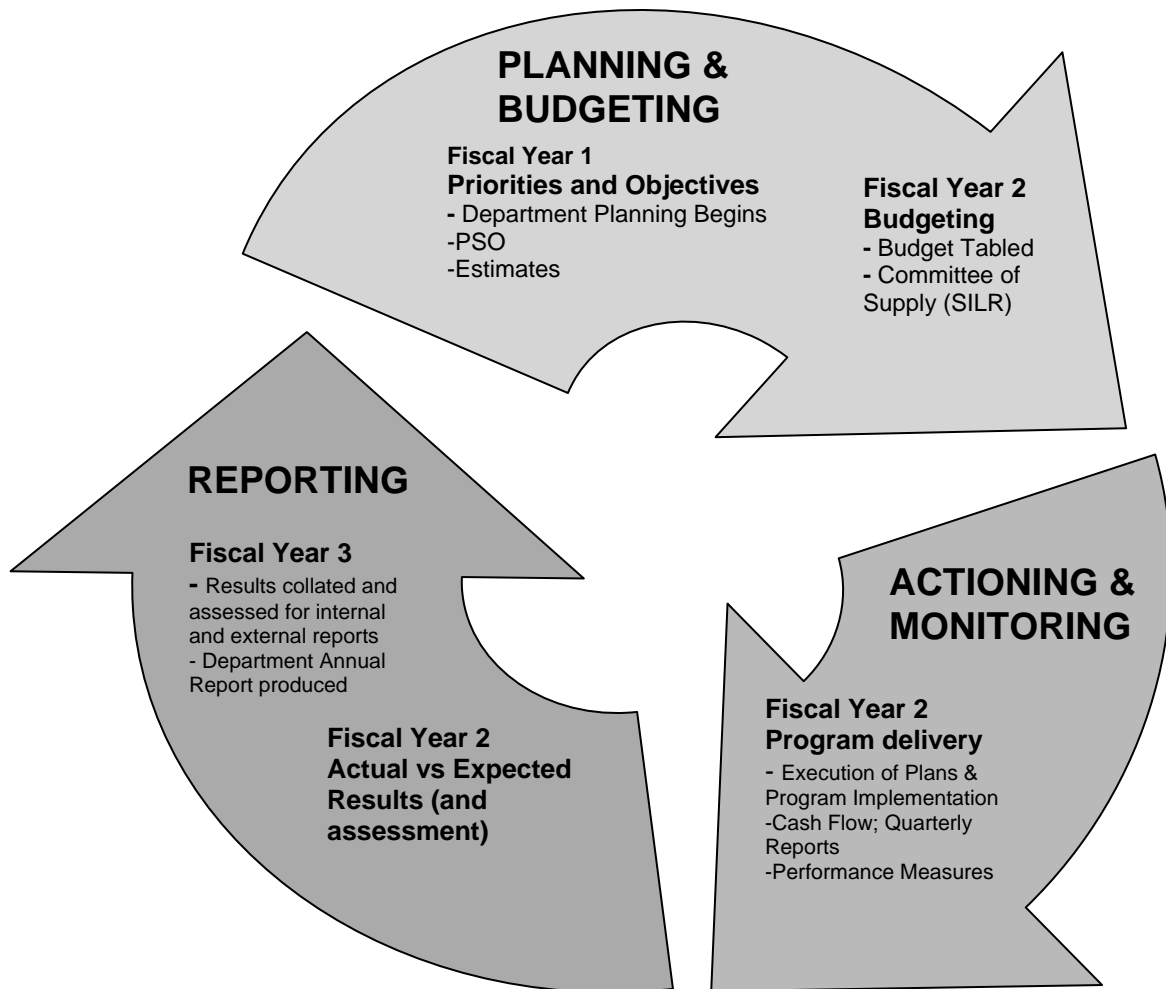 PLANNING &
BUDGETING
Fiscal Year 1
Priorities and Objectives
- Department Planning Begins
-PSO
-Estimates
Fiscal Year 2
Budgeting
- Budget Tabled
- Committee of
Supply (SILR)
ACTIONING &
MONITORING
Fiscal Year 2
Program delivery
- Execution of Plans &
Program Implementation
-Cash Flow; Quarterly
Reports
-Performance Measures
REPORTING
Fiscal Year 3
- Results collated and
assessed for internal
and external reports
- Department Annual
Report produced
Fiscal Year 2
Actual vs Expected
Results (and
assessment)